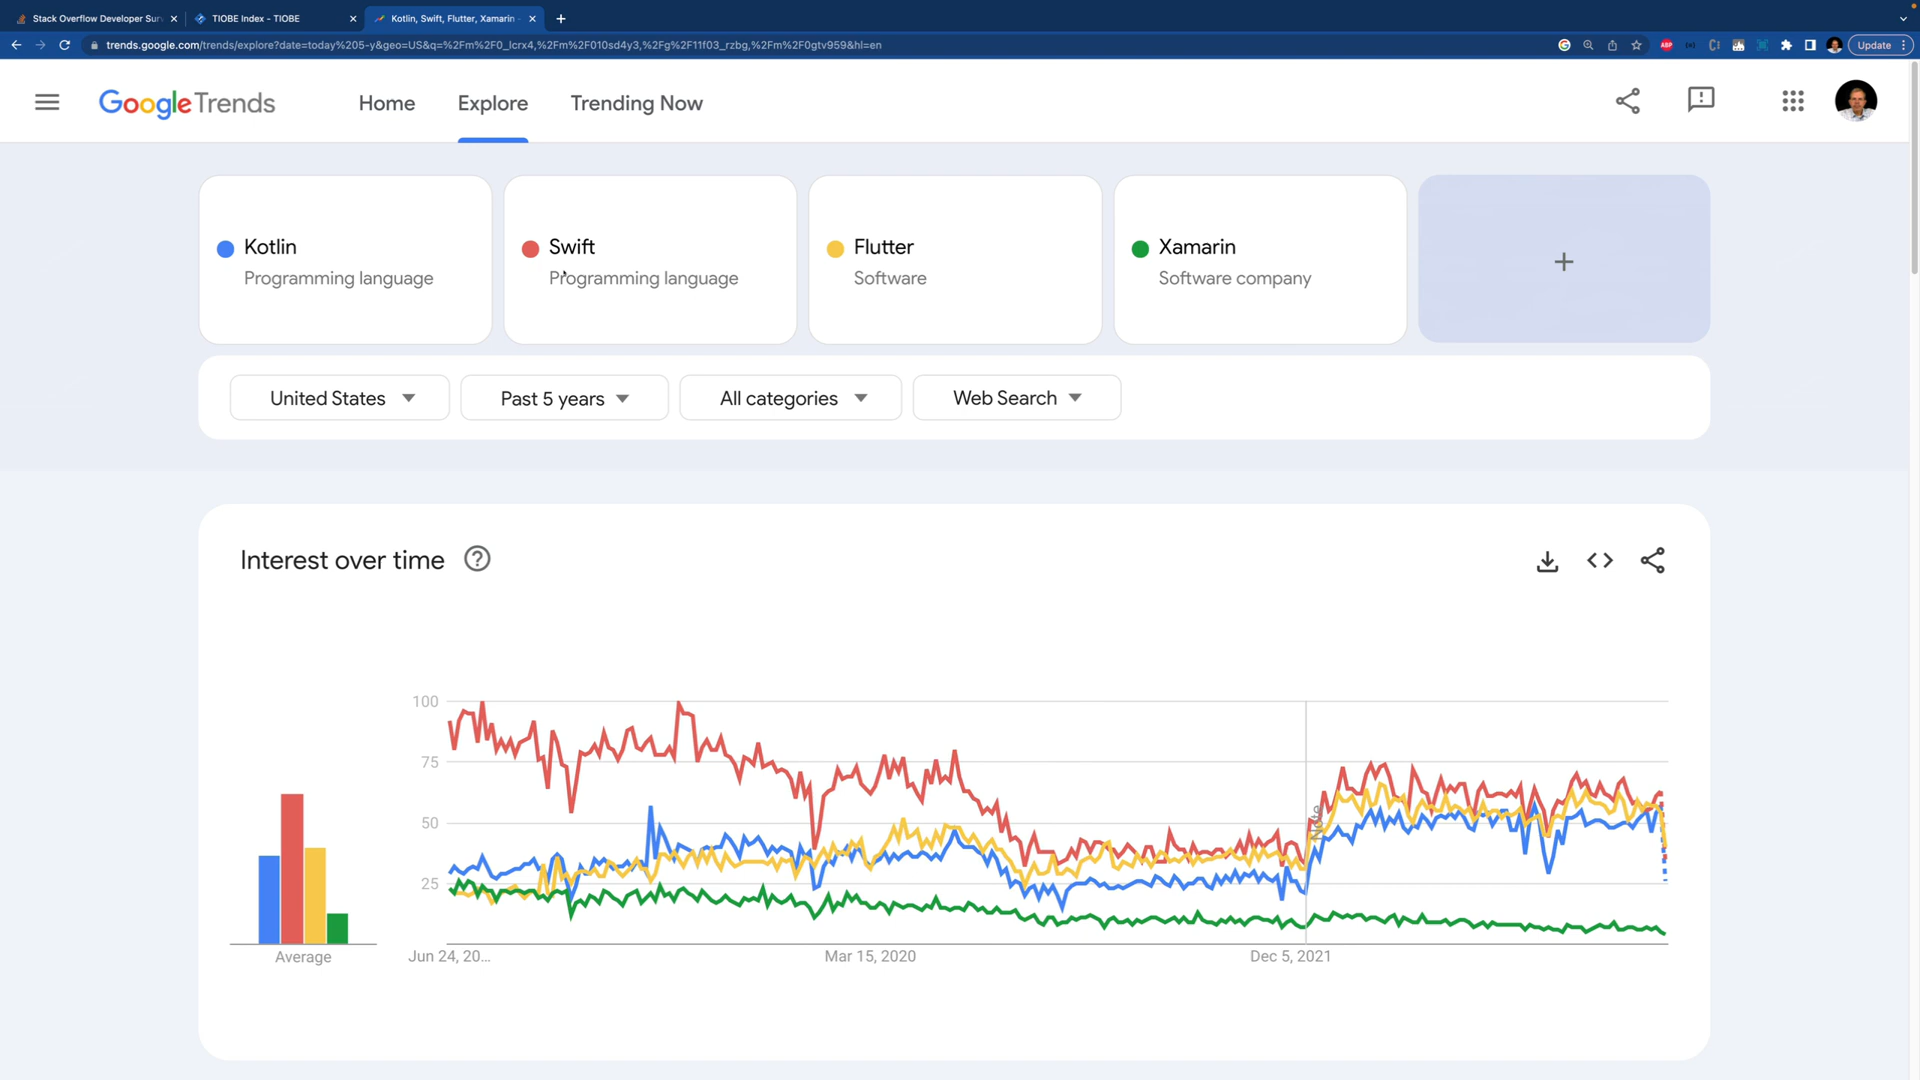 Stack Overflow Developer Sur
TIOBE Index - TIOBE
Kotlin, Swift, Flutter, Xamarin -
trends.google.com/trends/explore?date=today%205-y&geo=US&q=%2Fm%2F0_lcrx4,%2Fm%2F010sd4y3,%2Fg%2F11f03_rzbg,%2Fm%2F0gtv959&hl=en
ABP
Update
Google Trends
Home
Explore
Trending Now
Kotlin
Programming language
Swift
Programming language
Flutter
Software
Xamarin
Software company
+
United States
Past 5 years
All categories
Web Search
Interest over time
100
75
50
25
Note
Average
Jun 24, 20...
Mar 15, 2020
Dec 5, 2021